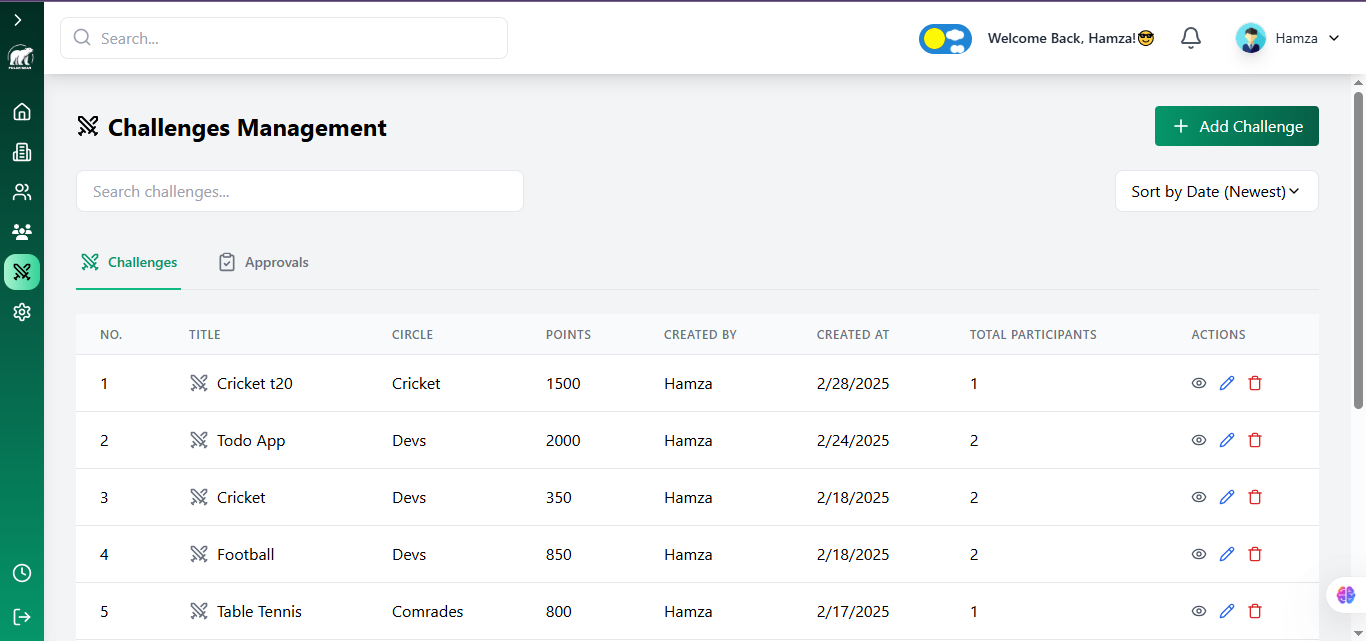 Search...
Welcome Back, Hamza!😎
Hamza
Challenges Management
+ Add Challenge
Search challenges...
Sort by Date (Newest)
Challenges
Approvals
NO. TITLE CIRCLE POINTS CREATED BY CREATED AT TOTAL PARTICIPANTS ACTIONS
1 Cricket t20 Cricket 1500 Hamza 2/28/2025 1
2 Todo App Devs 2000 Hamza 2/24/2025 2
3 Cricket Devs 350 Hamza 2/18/2025 2
4 Football Devs 850 Hamza 2/18/2025 2
5 Table Tennis Comrades 800 Hamza 2/17/2025 1